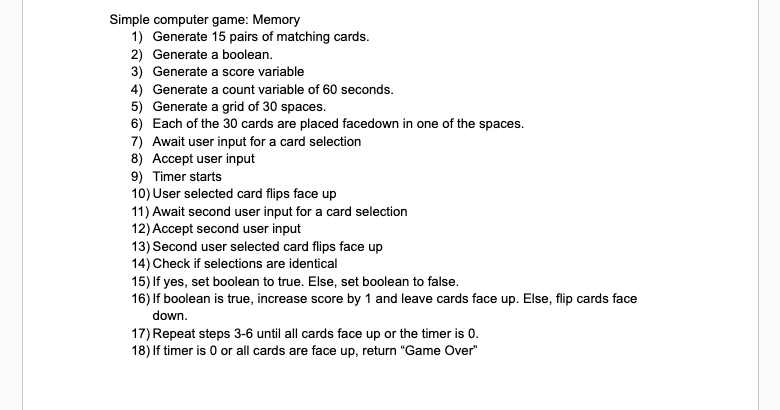 Simple computer game: Memory
1) Generate 15 pairs of matching cards.
2) Generate a boolean.
3) Generate a score variable
4) Generate a count variable of 60 seconds.
5) Generate a grid of 30 spaces.
6) Each of the 30 cards are placed facedown in one of the spaces.
7) Await user input for a card selection
8) Accept user input
9) Timer starts
10) User selected card flips face up
11) Await second user input for a card selection
12) Accept second user input
13) Second user selected card flips face up
14) Check if selections are identical
15) If yes, set boolean to true. Else, set boolean to false.
16) If boolean is true, increase score by 1 and leave cards face up. Else, flip cards face
down.
17) Repeat steps 3-6 until all cards face up or the timer is 0.
18) If timer is 0 or all cards are face up, return “Game Over”